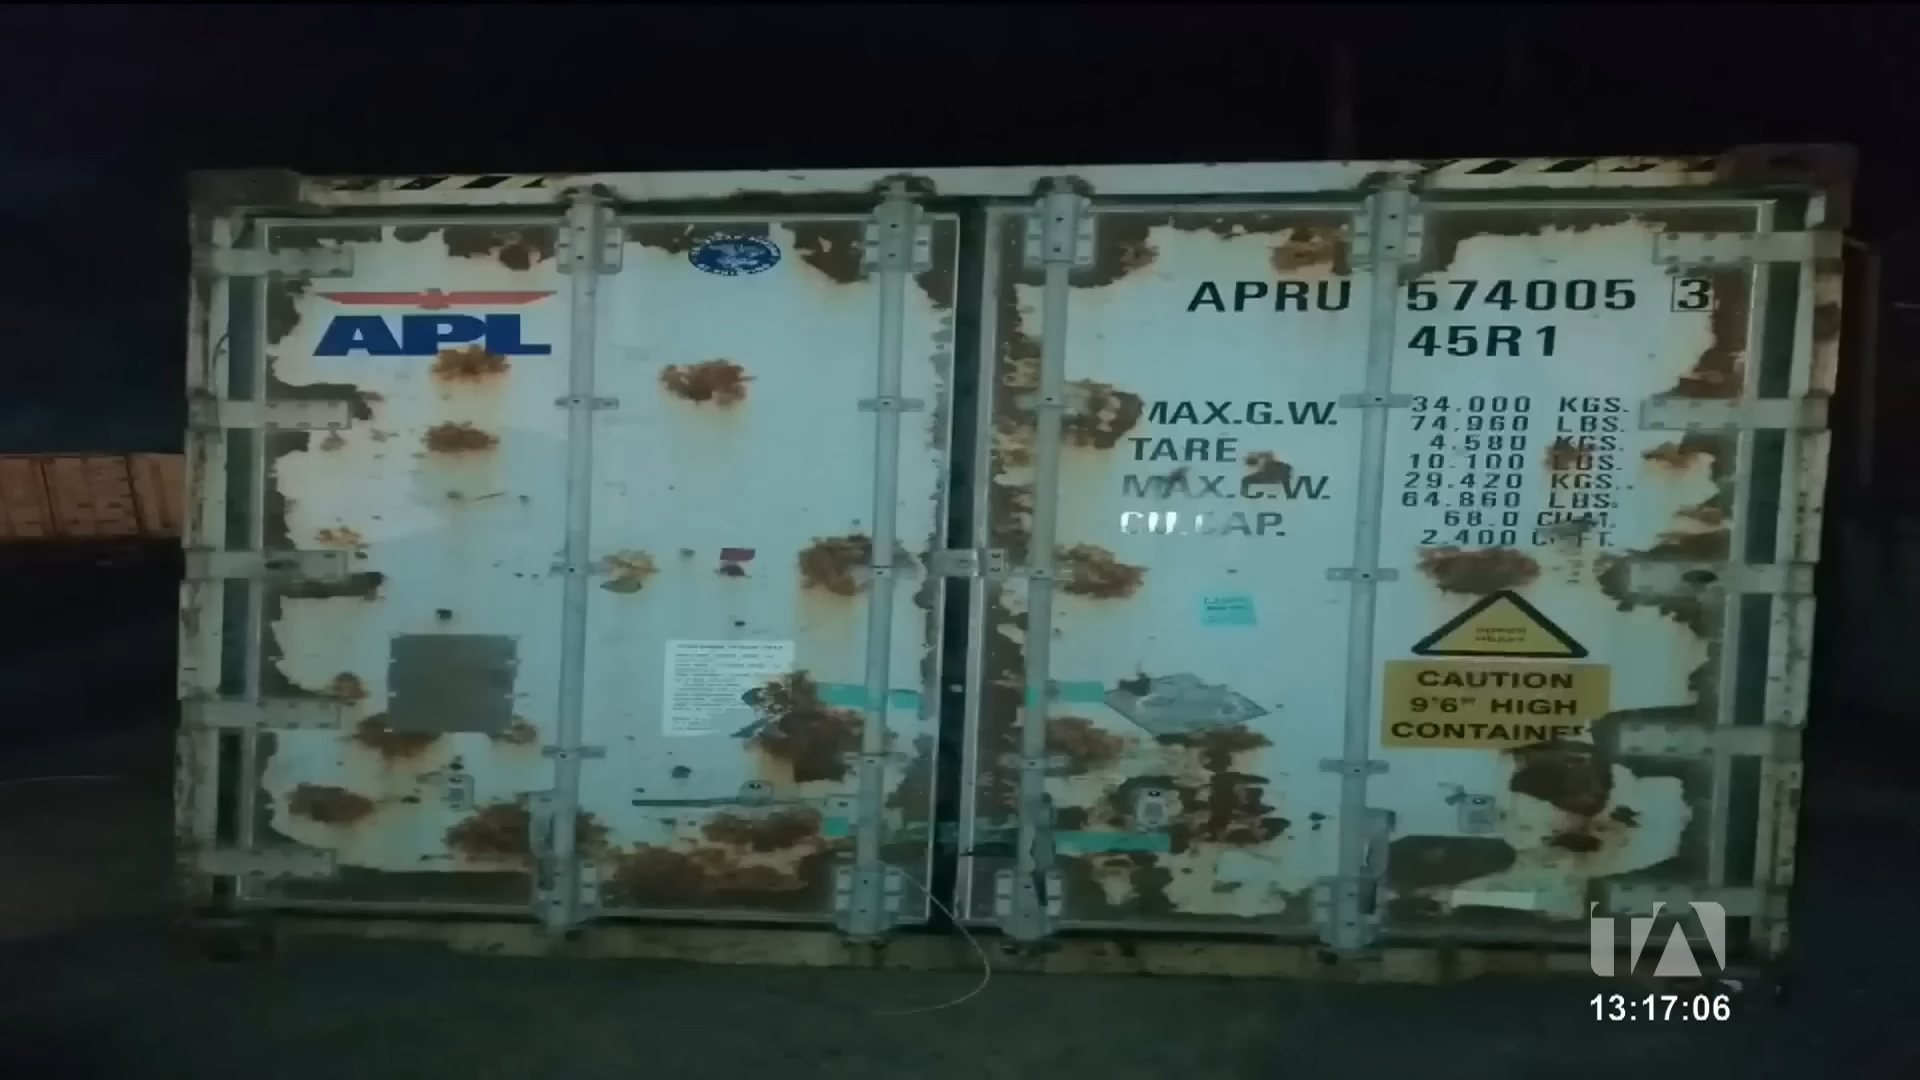 APL
APRU 574005 3
45R1
MAX.G.W. 34.000 KGS.
74.960 LBS.
TARE 4.580 KGS.
10.100 LBS.
MAX.C.W. 29.420 KGS.
64.860 LBS.
CU.CAP. 68.0 CU.M.
2.400 CU.FT.
CAUTION
9'6" HIGH
CONTAINER
TA
13:17:06